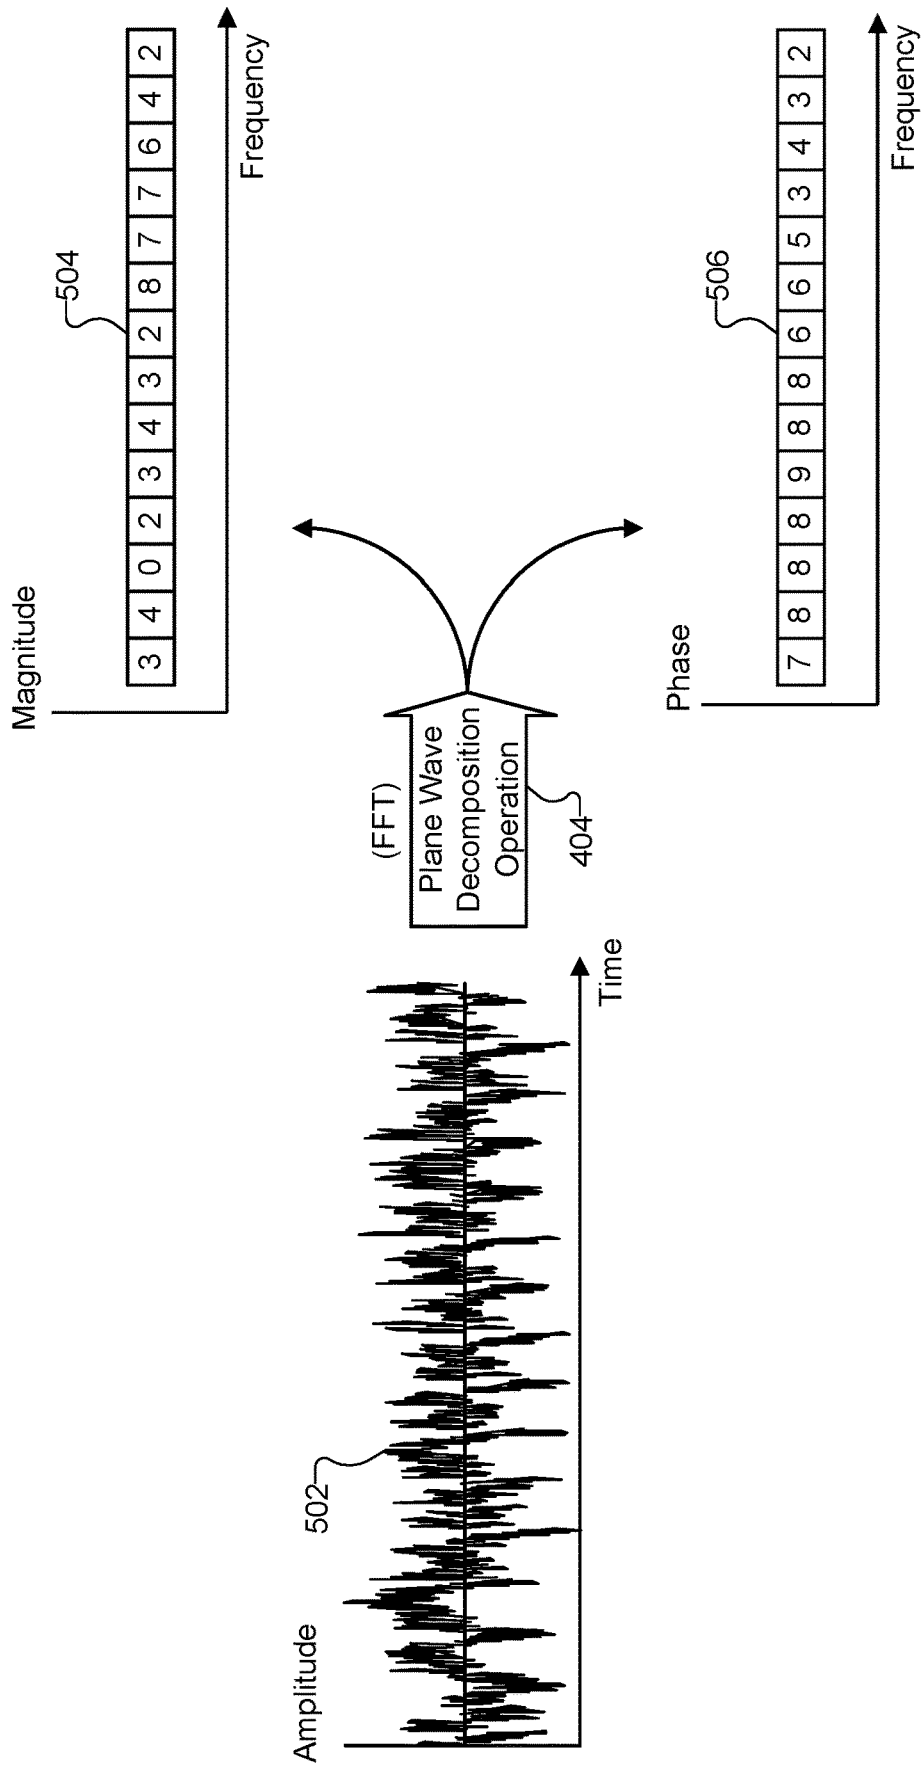 Magnitude
504
3 4 0 2 3 4 3 2 8 7 7 6 4 2
Frequency
Amplitude
502
Time
(FFT)
Plane Wave
Decomposition
Operation
404
Phase
506
7 8 8 8 9 8 8 6 6 5 3 4 3 2
Frequency